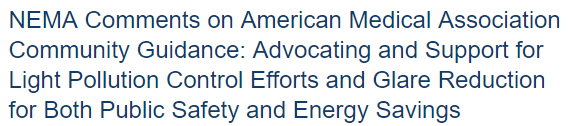 NEMA Comments on American Medical Association
Community Guidance: Advocating and Support for
Light Pollution Control Efforts and Glare Reduction
for Both Public Safety and Energy Savings